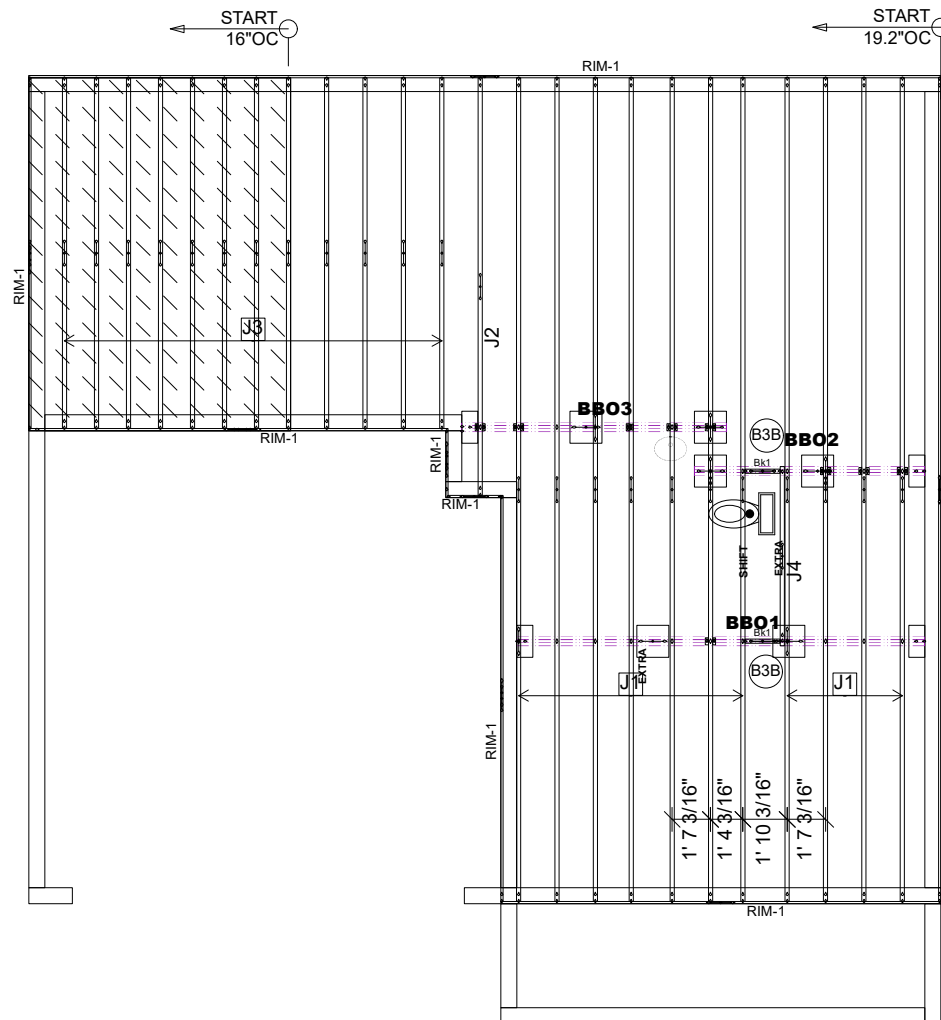 START
16"OC
START
19.2"OC
RIM-1
RIM-1
J3
J2
RIM-1
RIM-1
RIM-1
BBO3
B3B
BBO2
Bk1
SHIFT
EXTRA
J4
BBO1
Bk1
EXTRA
B3B
J1
J1
RIM-1
1' 7 3/16"
1' 4 3/16"
1' 10 3/16"
1' 7 3/16"
RIM-1